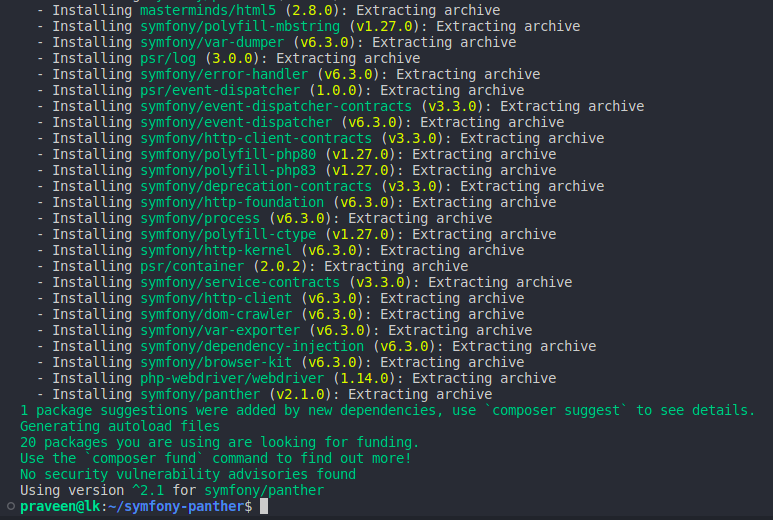 - Installing masterminds/html5 (2.8.0): Extracting archive
- Installing symfony/polyfill-mbstring (v1.27.0): Extracting archive
- Installing symfony/var-dumper (v6.3.0): Extracting archive
- Installing psr/log (3.0.0): Extracting archive
- Installing symfony/error-handler (v6.3.0): Extracting archive
- Installing psr/event-dispatcher (1.0.0): Extracting archive
- Installing symfony/event-dispatcher-contracts (v3.3.0): Extracting archive
- Installing symfony/event-dispatcher (v6.3.0): Extracting archive
- Installing symfony/http-client-contracts (v3.3.0): Extracting archive
- Installing symfony/polyfill-php80 (v1.27.0): Extracting archive
- Installing symfony/polyfill-php83 (v1.27.0): Extracting archive
- Installing symfony/deprecation-contracts (v3.3.0): Extracting archive
- Installing symfony/http-foundation (v6.3.0): Extracting archive
- Installing symfony/process (v6.3.0): Extracting archive
- Installing symfony/polyfill-ctype (v1.27.0): Extracting archive
- Installing symfony/http-kernel (v6.3.0): Extracting archive
- Installing psr/container (2.0.2): Extracting archive
- Installing symfony/service-contracts (v3.3.0): Extracting archive
- Installing symfony/http-client (v6.3.0): Extracting archive
- Installing symfony/dom-crawler (v6.3.0): Extracting archive
- Installing symfony/var-exporter (v6.3.0): Extracting archive
- Installing symfony/dependency-injection (v6.3.0): Extracting archive
- Installing symfony/browser-kit (v6.3.0): Extracting archive
- Installing php-webdriver/webdriver (1.14.0): Extracting archive
- Installing symfony/panther (v2.1.0): Extracting archive
1 package suggestions were added by new dependencies, use `composer suggest` to see details.
Generating autoload files
20 packages you are using are looking for funding.
Use the `composer fund` command to find out more!
No security vulnerability advisories found
Using version ^2.1 for symfony/panther
praveen@lk:~/symfony-panther$